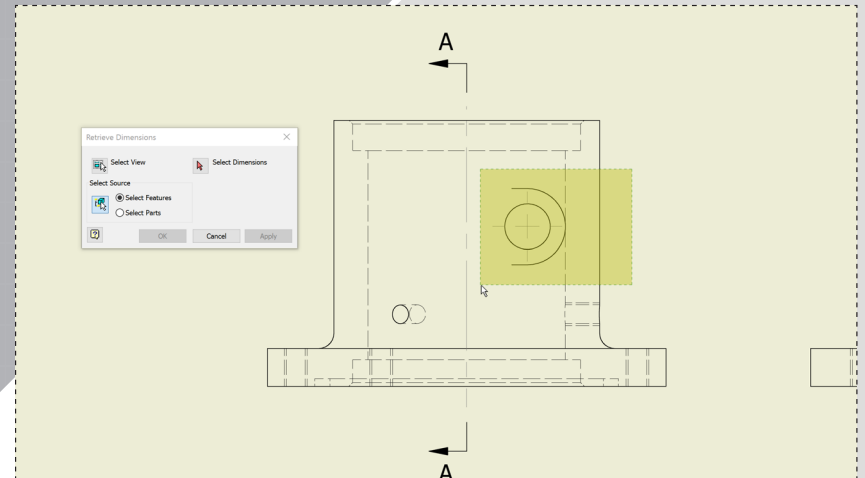 A
Retrieve Dimensions
Select View
Select Dimensions
Select Source
Select Features
Select Parts
OK
Cancel
Apply
A